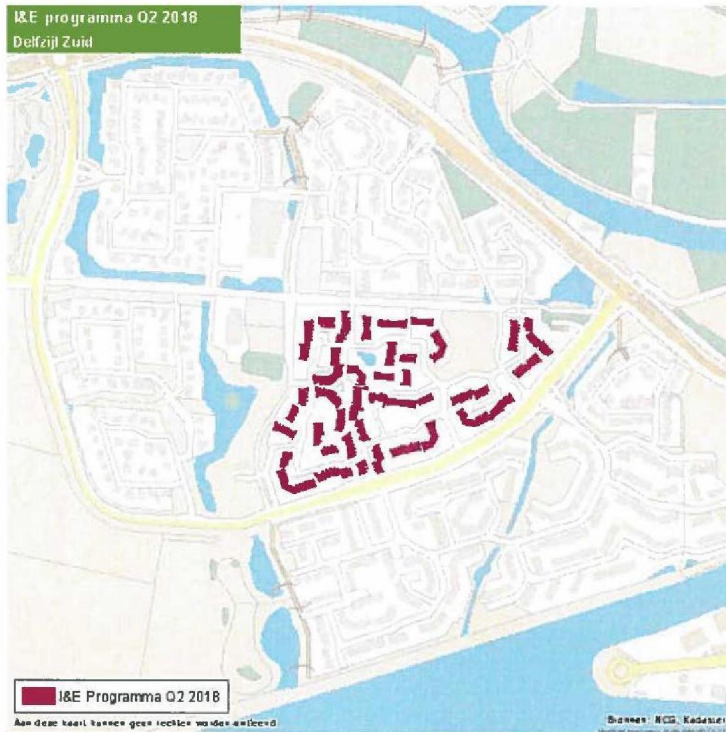 I&E programma Q2 2018
Delfzijl Zuid
I&E Programma Q2 2018
Aan deze kaart kunnen geen rechten worden ontleend
Bronnen: NCG, Kadaster